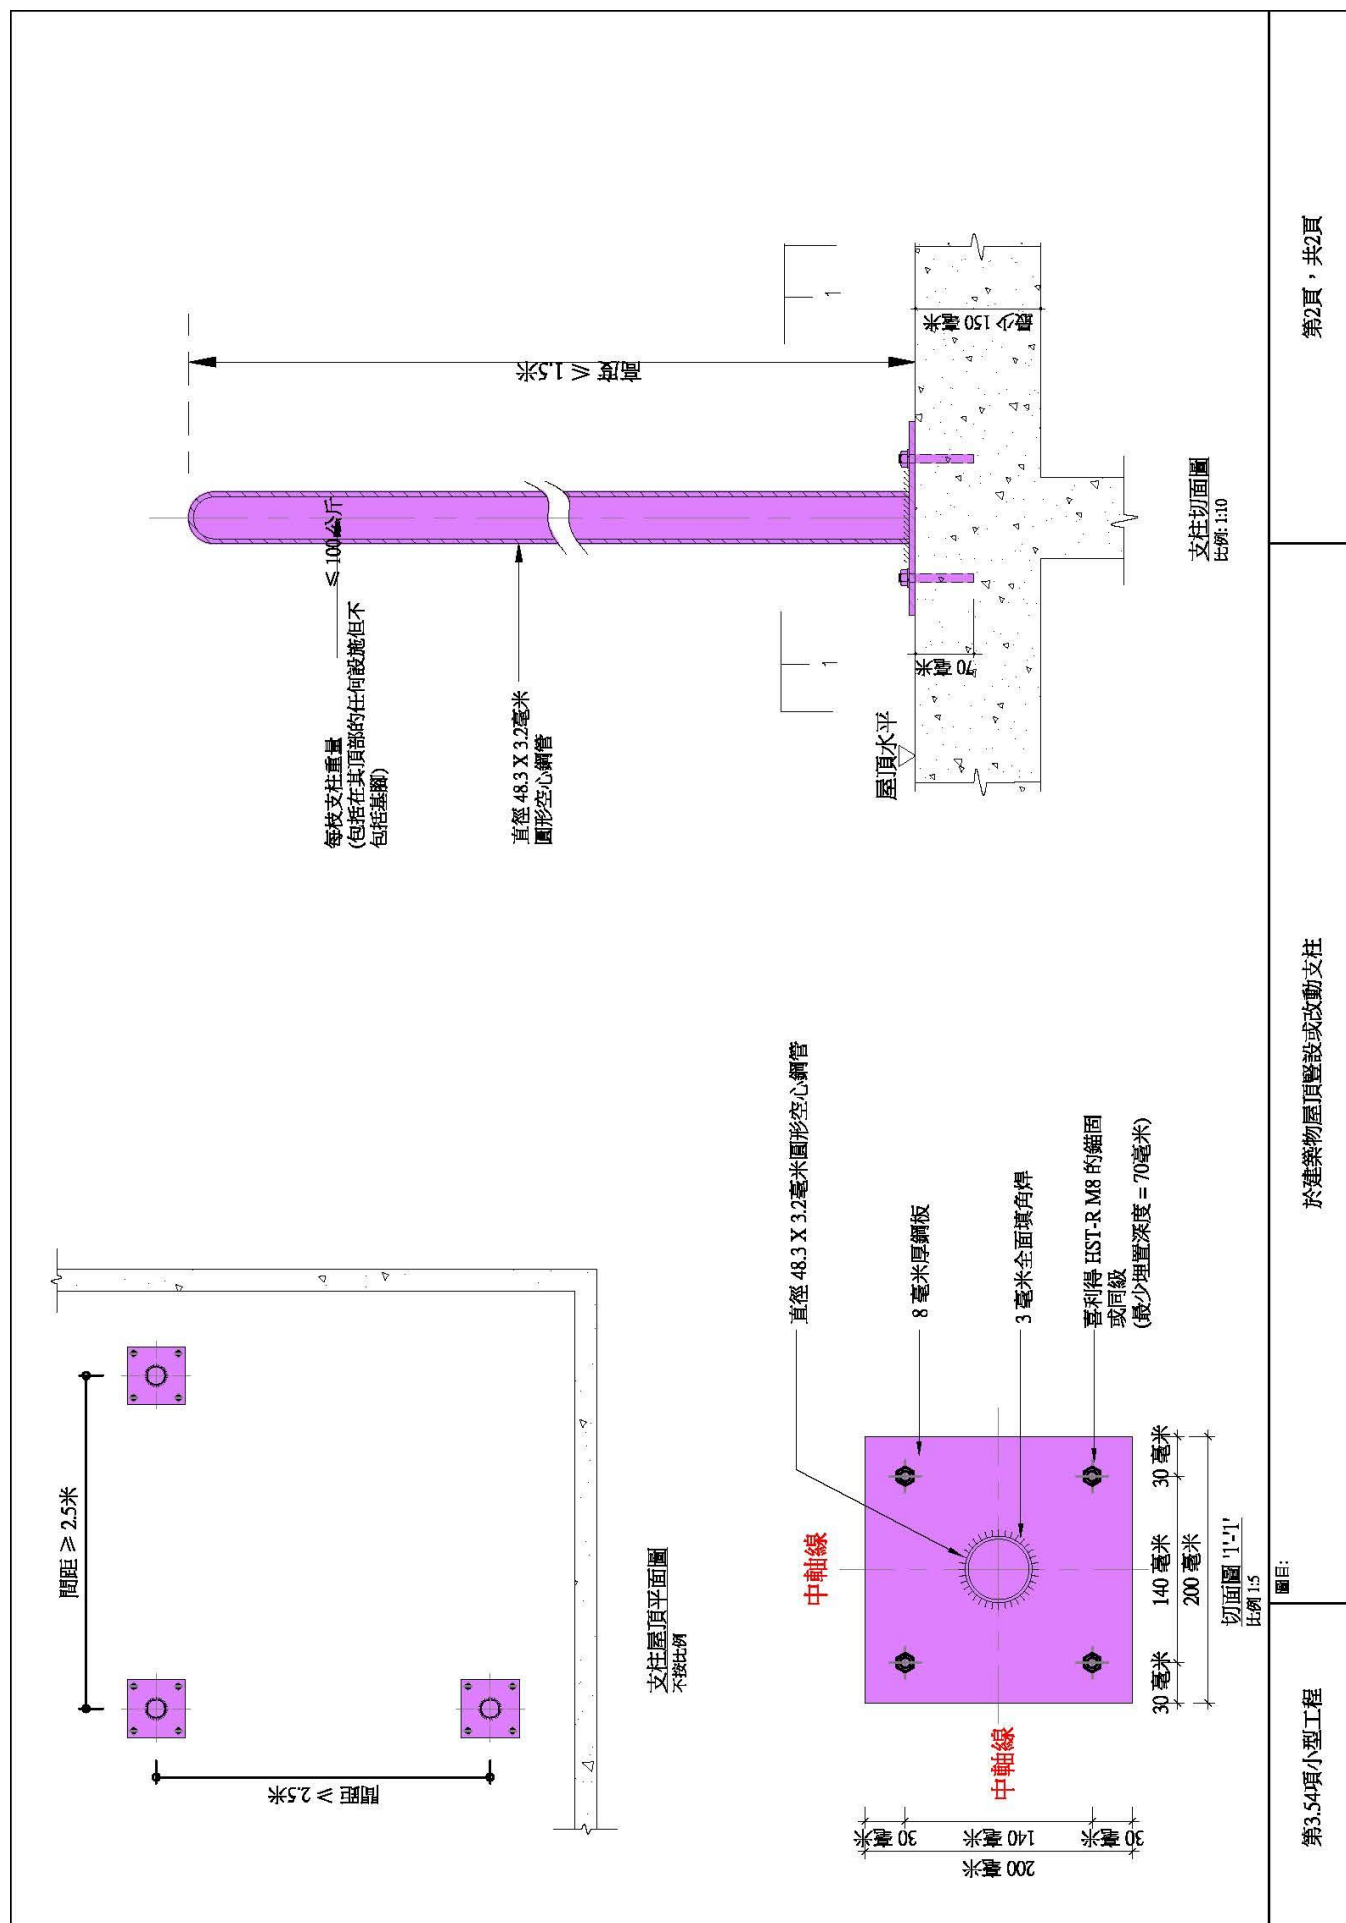 間距 ⩾ 2.5米
間距 ⩾ 2.5米
支柱屋頂平面圖
不按比例
每枝支柱重量
(包括在其頂部的任何設施但不
包括基腳)
⩽ 100 公斤
直徑 48.3 X 3.2毫米
圓形空心鋼管
高度 ⩽ 1.5米
1
1
屋頂水平
70 毫米
最少 150 毫米
支柱切面圖
比例: 1:10
中軸線
中軸線
直徑 48.3 X 3.2毫米圓形空心鋼管
8 毫米厚鋼板
3 毫米全面填角焊
喜利得 HST-R M8 的錨固
或同級
(最少埋置深度 = 70毫米)
30 毫米
140 毫米
30 毫米
200 毫米
30 毫米
140 毫米
30 毫米
200 毫米
切面圖 '1'-'1'
比例 1:5
第3.54項小型工程
圖目:
於建築物屋頂豎設或改動支柱
第2頁，共2頁